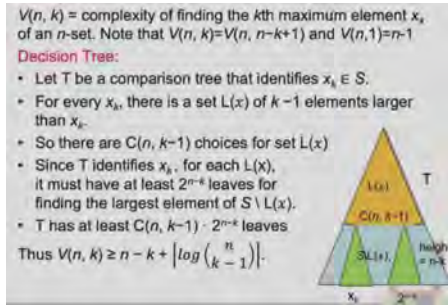 V(n, k) = complexity of finding the kth maximum element xₖ
of an n-set. Note that V(n, k)=V(n, n−k+1) and V(n,1)=n-1
Decision Tree:
• Let T be a comparison tree that identifies xₖ ∈ S.
• For every xₖ, there is a set L(x) of k −1 elements larger
than xₖ.
• So there are C(n, k−1) choices for set L(x)
• Since T identifies xₖ, for each L(x),
it must have at least 2ⁿ⁻ᵏ leaves for
finding the largest element of S \ L(x).
• T has at least C(n, k−1) · 2ⁿ⁻ᵏ leaves
Thus V(n, k) ≥ n − k + |log (n k − 1)|.
L(x)
T
C(n, k−1)
S\L(x)
height
= n-k
xₖ
2ⁿ⁻ᵏ